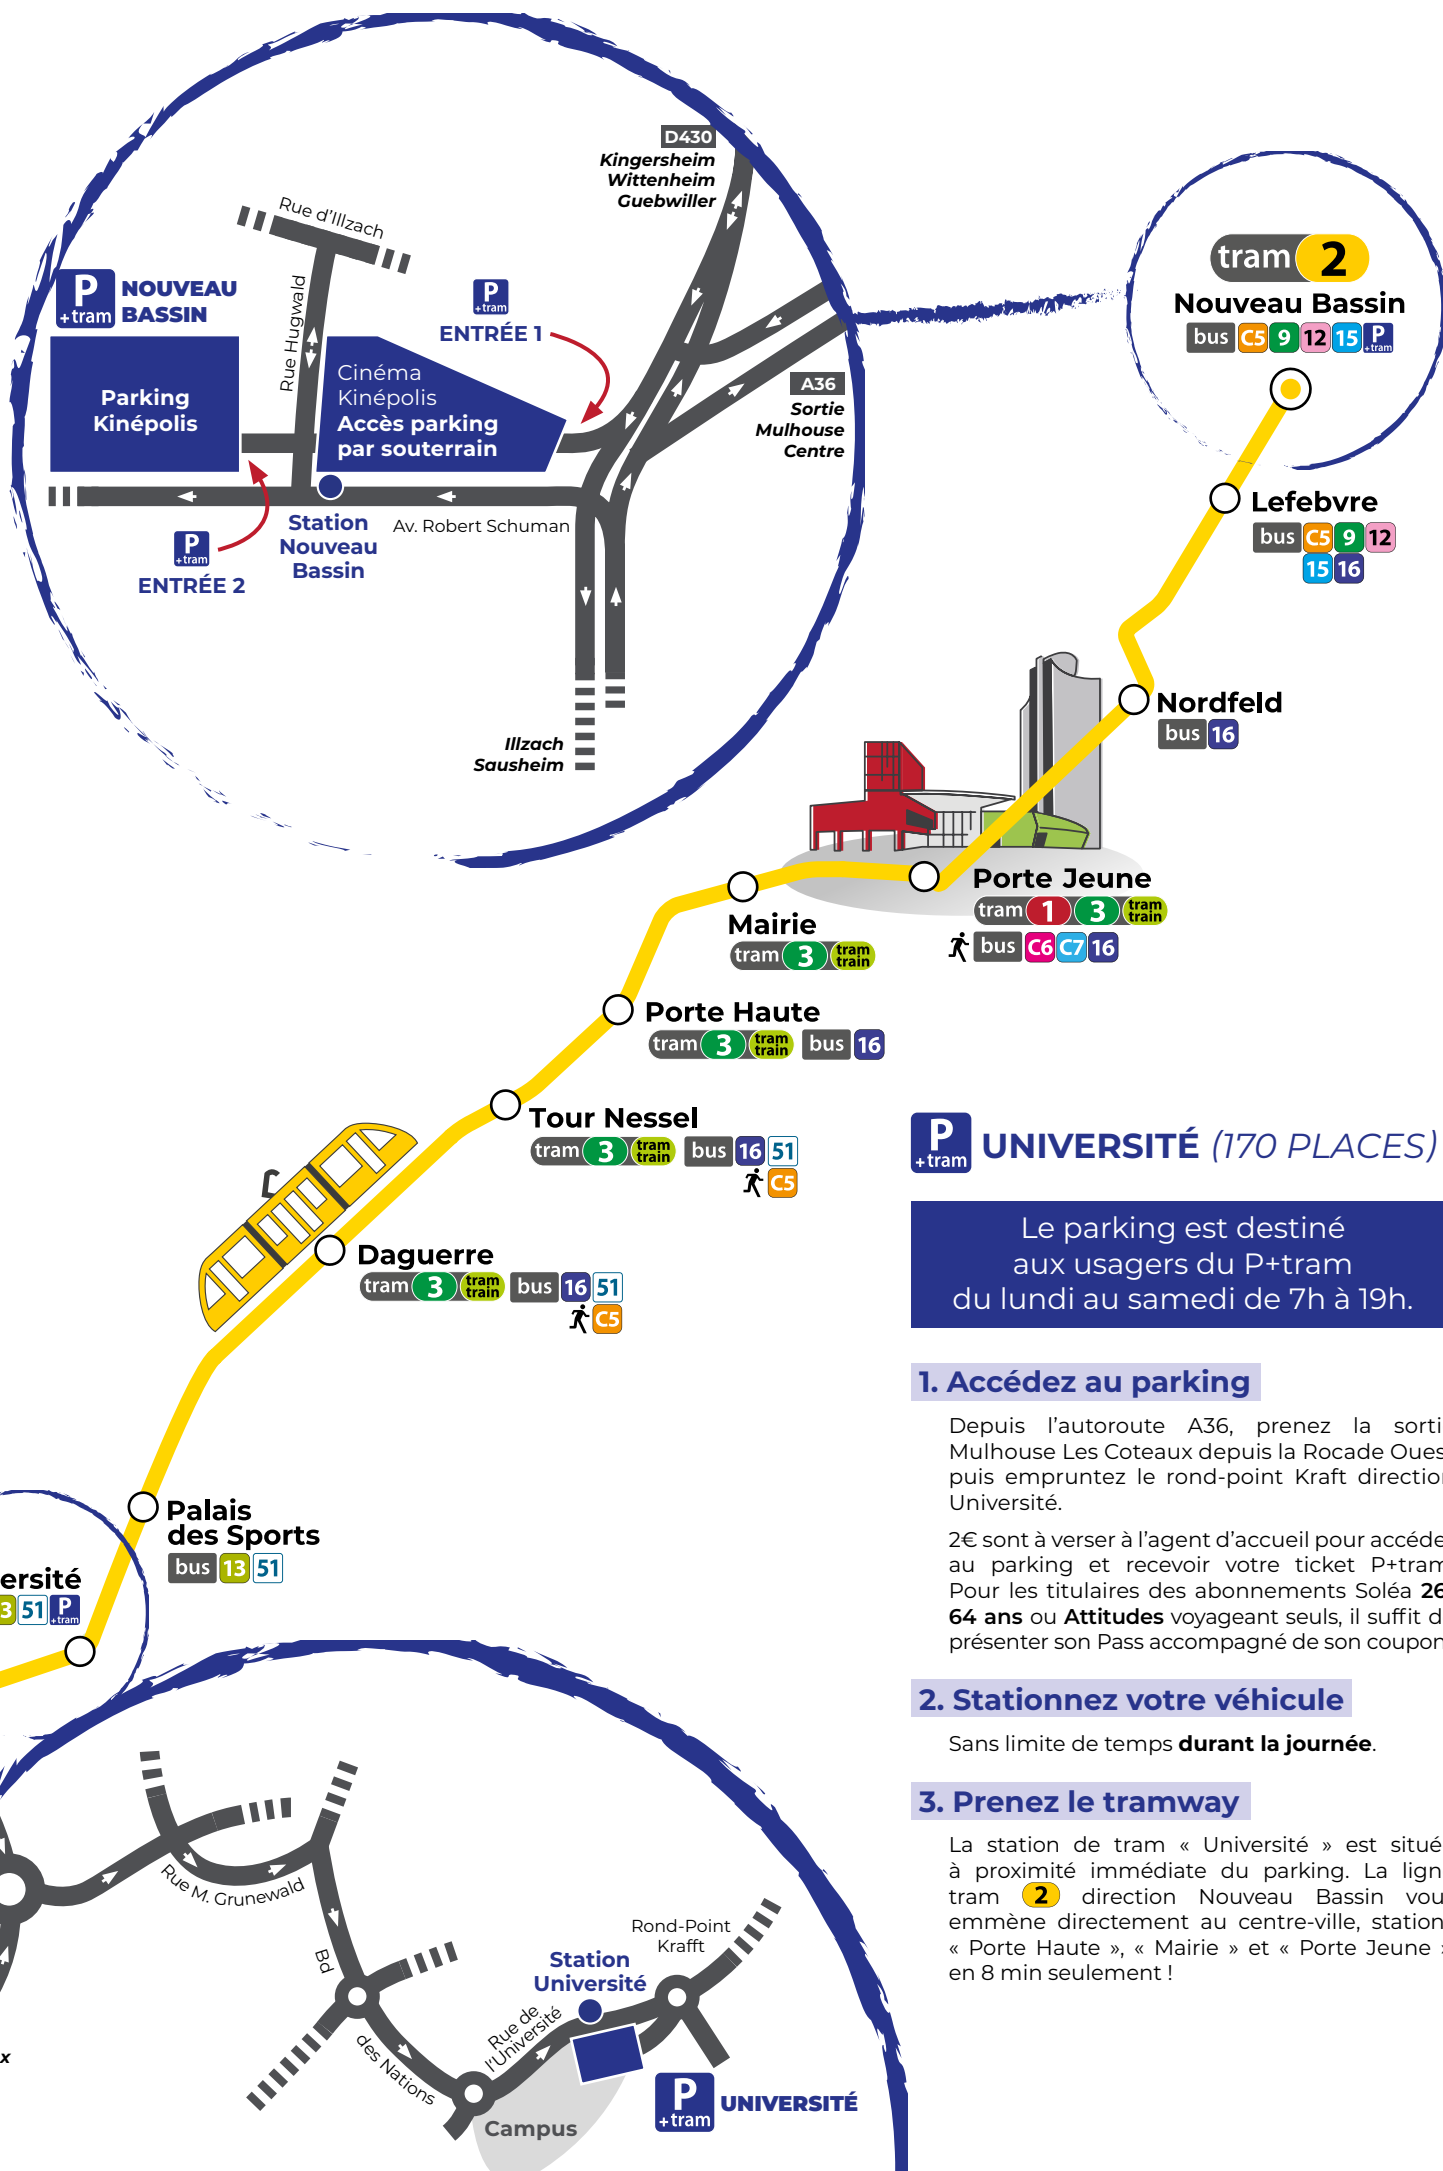 D430
Kingersheim
Wittenheim
Guebwiller
Rue d'Illzach
Rue Hugwald
P
+tram
NOUVEAU
BASSIN
P
+tram
ENTRÉE 1
Parking
Kinépolis
Cinéma
Kinépolis
Accès parking
par souterrain
A36
Sortie
Mulhouse
Centre
P
+tram
ENTRÉE 2
Station
Nouveau
Bassin
Av. Robert Schuman
Illzach
Sausheim
tram 2
Nouveau Bassin
bus C5 9 12 15 P +tram
Lefebvre
bus C5 9 12
15 16
Nordfeld
bus 16
Porte Jeune
tram 1 3 tram train
bus C6 C7 16
Mairie
tram 3 tram train
Porte Haute
tram 3 tram train bus 16
Tour Nessel
tram 3 tram train bus 16 51
C5
Daguerre
tram 3 tram train bus 16 51
C5
Palais
des Sports
bus 13 51
ersité
3 51 P +tram
P
+tram
UNIVERSITÉ (170 PLACES)
Le parking est destiné
aux usagers du P+tram
du lundi au samedi de 7h à 19h.
1. Accédez au parking
Depuis l'autoroute A36, prenez la sorti
Mulhouse Les Coteaux depuis la Rocade Oues
puis empruntez le rond-point Kraft direction
Université.
2€ sont à verser à l'agent d'accueil pour accéde
au parking et recevoir votre ticket P+tram
Pour les titulaires des abonnements Soléa 26
64 ans ou Attitudes voyageant seuls, il suffit d
présenter son Pass accompagné de son coupon
2. Stationnez votre véhicule
Sans limite de temps durant la journée.
3. Prenez le tramway
La station de tram « Université » est situé
à proximité immédiate du parking. La lign
tram 2 direction Nouveau Bassin vou
emmène directement au centre-ville, station
« Porte Haute », « Mairie » et « Porte Jeune »
en 8 min seulement !
Rue M. Grunewald
Bd
des Nations
Rue de
l'Université
Station
Université
Rond-Point
Krafft
Campus
P
+tram
UNIVERSITÉ
x